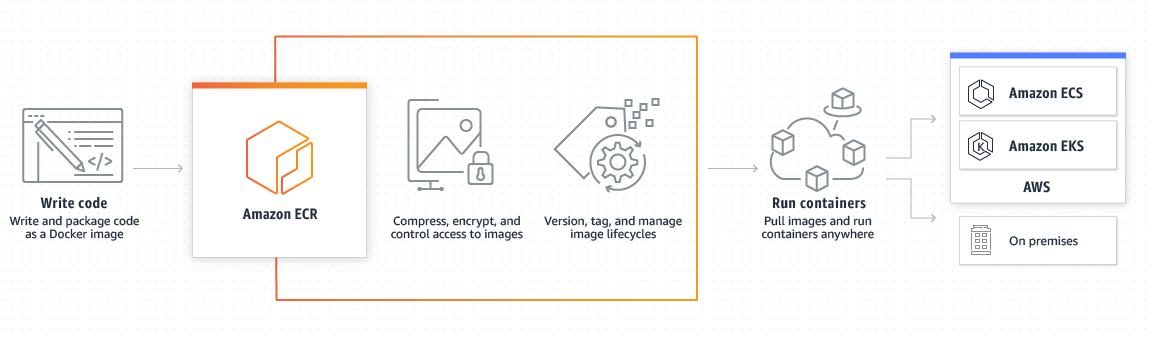 Write code
Write and package code
as a Docker image
</>
Amazon ECR
Compress, encrypt, and
control access to images
Version, tag, and manage
image lifecycles
Run containers
Pull images and run
containers anywhere
Amazon ECS
K
Amazon EKS
AWS
On premises